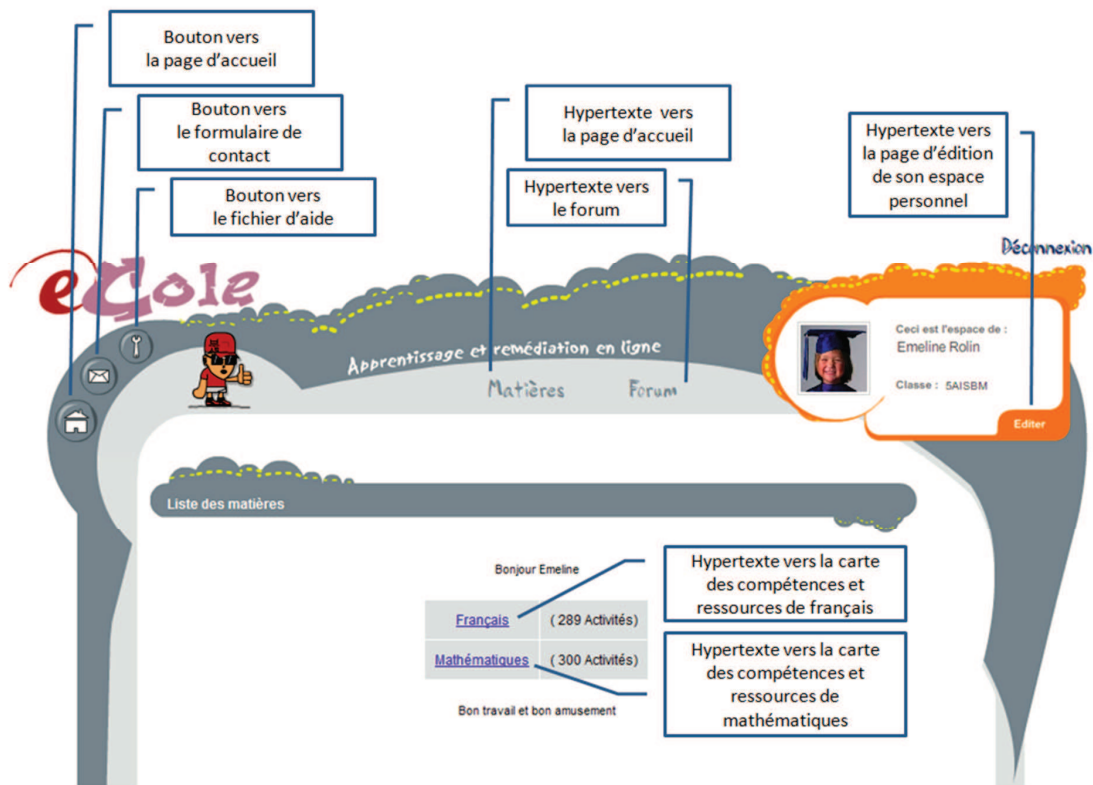 Bouton vers
la page d'accueil
Bouton vers
le formulaire de
contact
Bouton vers
le fichier d'aide
Hypertexte vers
la page d'accueil
Hypertexte vers
le forum
Hypertexte vers
la page d'édition
de son espace
personnel
Déconnexion
eCole
Apprentissage et remédiation en ligne
Matières Forum
Ceci est l'espace de :
Emeline Rolin
Classe : 5AISBM
Editer
Liste des matières
Bonjour Emeline
Français ( 289 Activités)
Mathématiques ( 300 Activités)
Bon travail et bon amusement
Hypertexte vers la carte
des compétences et
ressources de français
Hypertexte vers la carte
des compétences et
ressources de
mathématiques